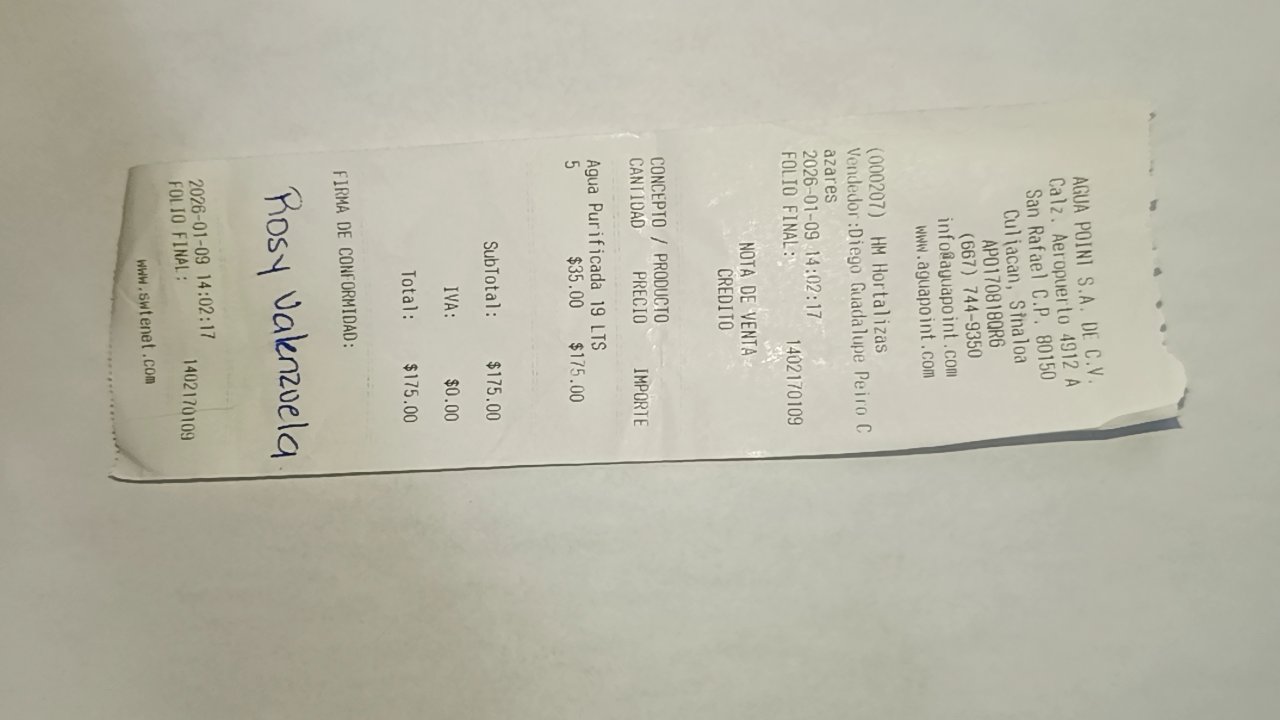 AGUA POINT S.A. DE C.V.
Calz. Aeropuerto 4912 A
San Rafael C.P. 80150
Culiacan, Sinaloa
APO170818QR6
(667) 744-9350
info@aguapoint.com
www.aguapoint.com
(000207). HM Hortalizas
Vendedor:Diego Guadalupe Peiro C
azares
2026-01-09 14:02:17
FOLIO FINAL: 1402170109
NOTA DE VENTA
CREDITO
CONCEPTO / PRODUCTO
CANTIDAD PRECIO IMPORTE
Agua Purificada 19 LTS
5 $35.00 $175.00
SubTotal: $175.00
IVA: $0.00
Total: $175.00
FIRMA DE CONFORMIDAD:
Rosy Valenzuela
2026-01-09 14:02:17
FOLIO FINAL: 1402170109
www.swtenet.com